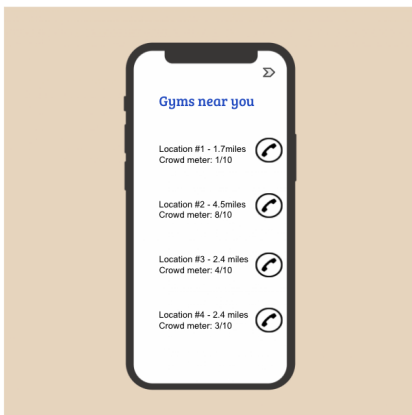 Gyms near you
Location #1 - 1.7miles
Crowd meter: 1/10
Location #2 - 4.5miles
Crowd meter: 8/10
Location #3 - 2.4 miles
Crowd meter: 4/10
Location #4 - 2.4 miles
Crowd meter: 3/10